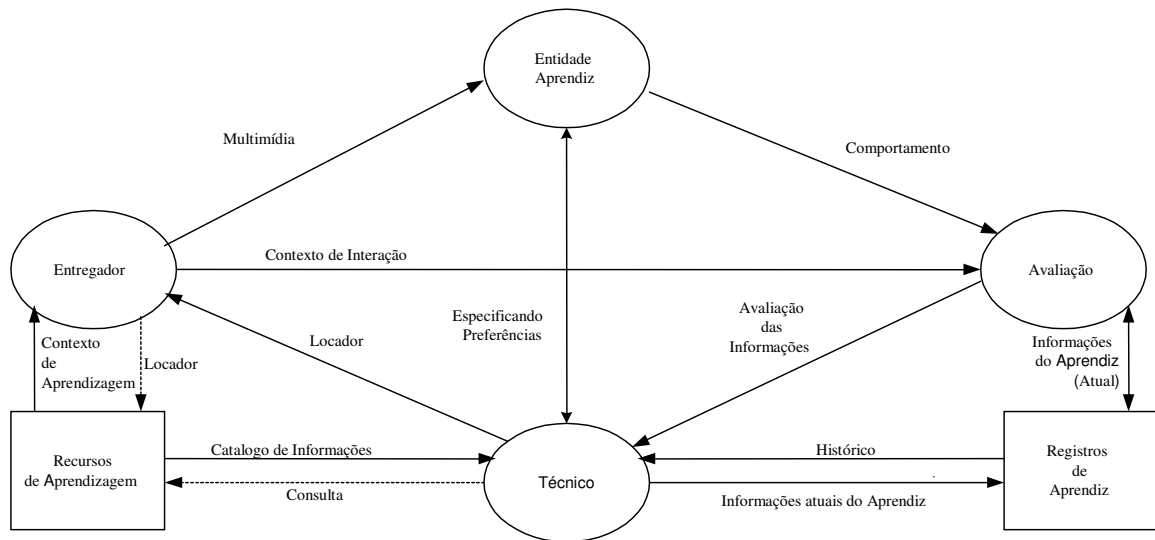 Entidade
Aprendiz
Multimídia
Comportamento
Entregador
Contexto de Interação
Avaliação
Especificando
Preferências
Avaliação
das
Informações
Locador
Contexto
de
Aprendizagem
Locador
Informações
do Aprendiz
(Atual)
Recursos
de Aprendizagem
Catalogo de Informações
Consulta
Técnico
Histórico
Informações atuais do Aprendiz
Registros
de
Aprendiz